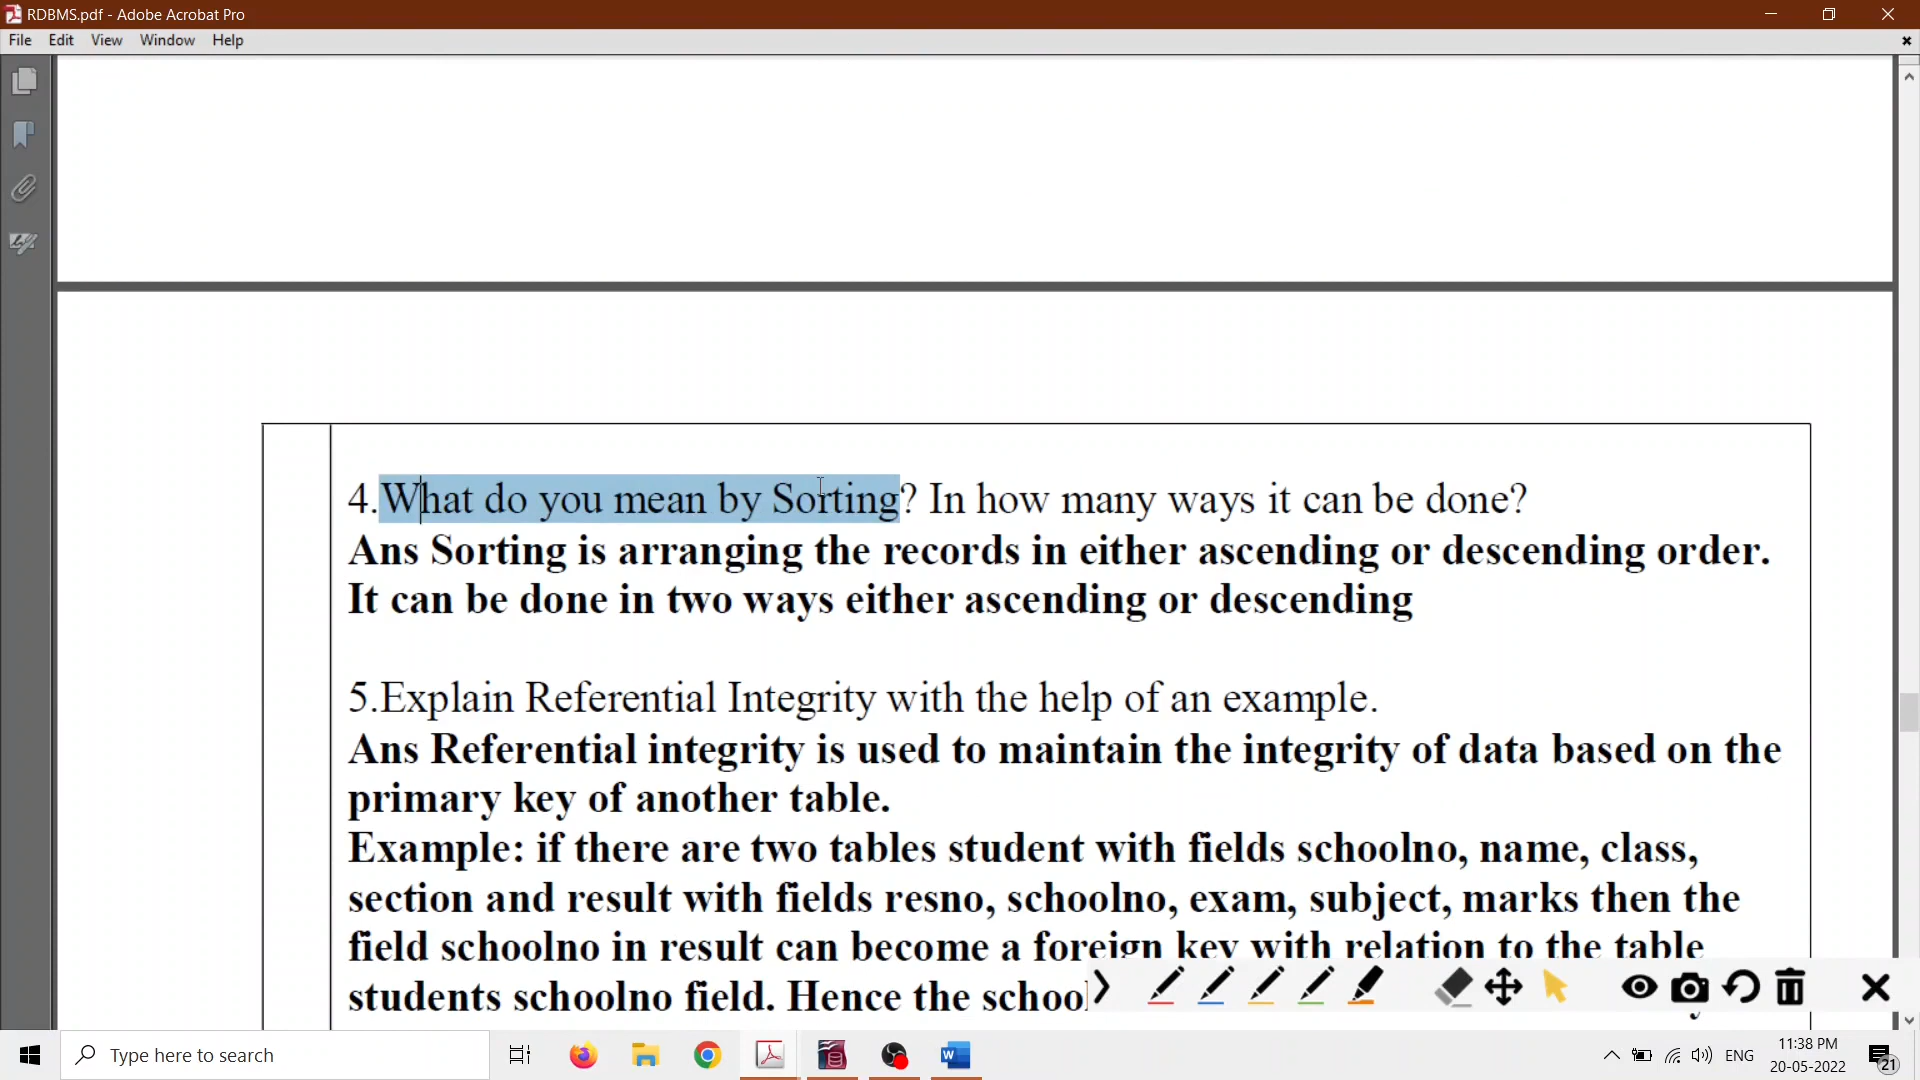 RDBMS.pdf - Adobe Acrobat Pro
File Edit View Window Help
4.What do you mean by Sorting? In how many ways it can be done?
Ans Sorting is arranging the records in either ascending or descending order.
It can be done in two ways either ascending or descending
5.Explain Referential Integrity with the help of an example.
Ans Referential integrity is used to maintain the integrity of data based on the
primary key of another table.
Example: if there are two tables student with fields schoolno, name, class,
section and result with fields resno, schoolno, exam, subject, marks then the
field schoolno in result can become a foreign key with relation to the table
students schoolno field. Hence the school
Type here to search
ENG
11:38 PM
20-05-2022
21